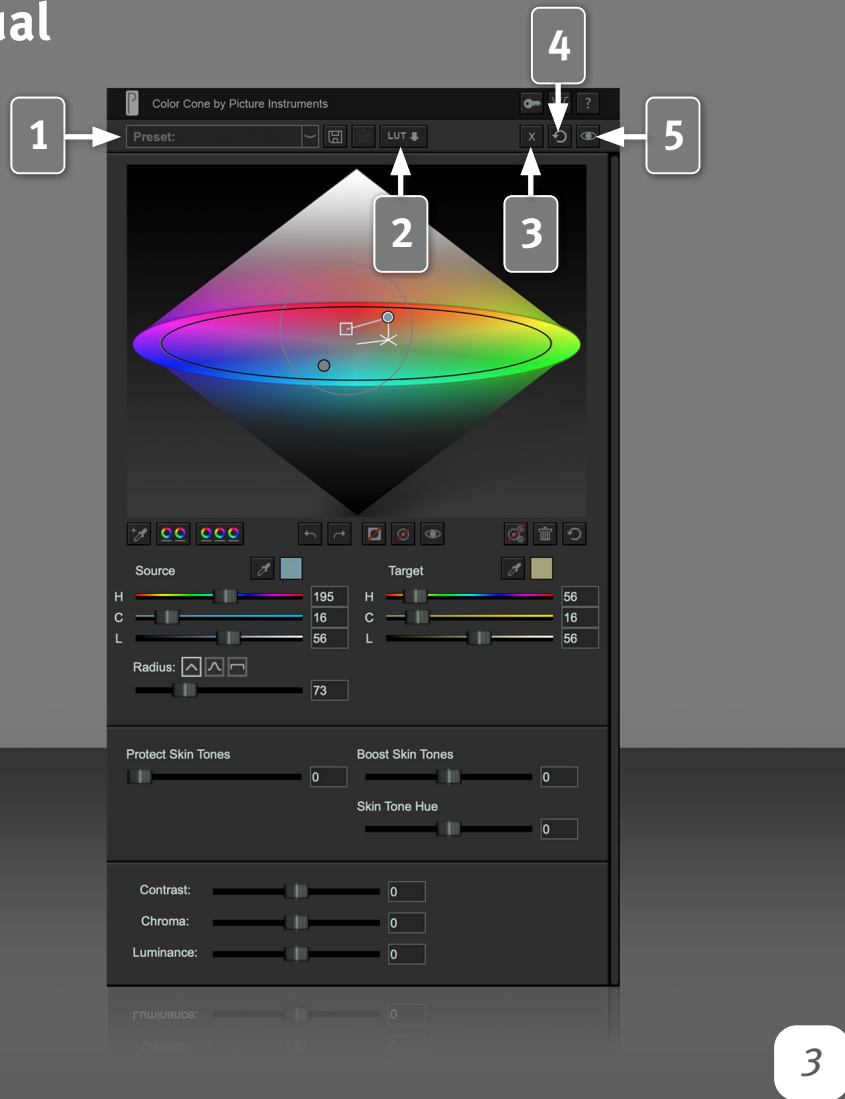 ual
4
Color Cone by Picture Instruments
?
1
Preset:
LUT
X
5
2
3
Source
Target
H
195
H
56
C
16
C
16
L
56
L
56
Radius:
73
Protect Skin Tones
Boost Skin Tones
0
0
Skin Tone Hue
0
Contrast:
0
Chroma:
0
Luminance:
0
Luminance:
0
3